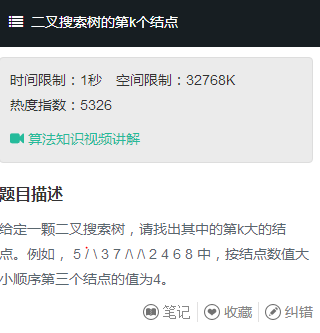 二叉搜索树的第k个结点
时间限制：1秒 空间限制：32768K
热度指数：5326
算法知识视频讲解
题目描述
给定一颗二叉搜索树，请找出其中的第k大的结
点。例如， 5 / \ 3 7 /\ /\ 2 4 6 8 中，按结点数值大
小顺序第三个结点的值为4。
笔记 收藏 纠错